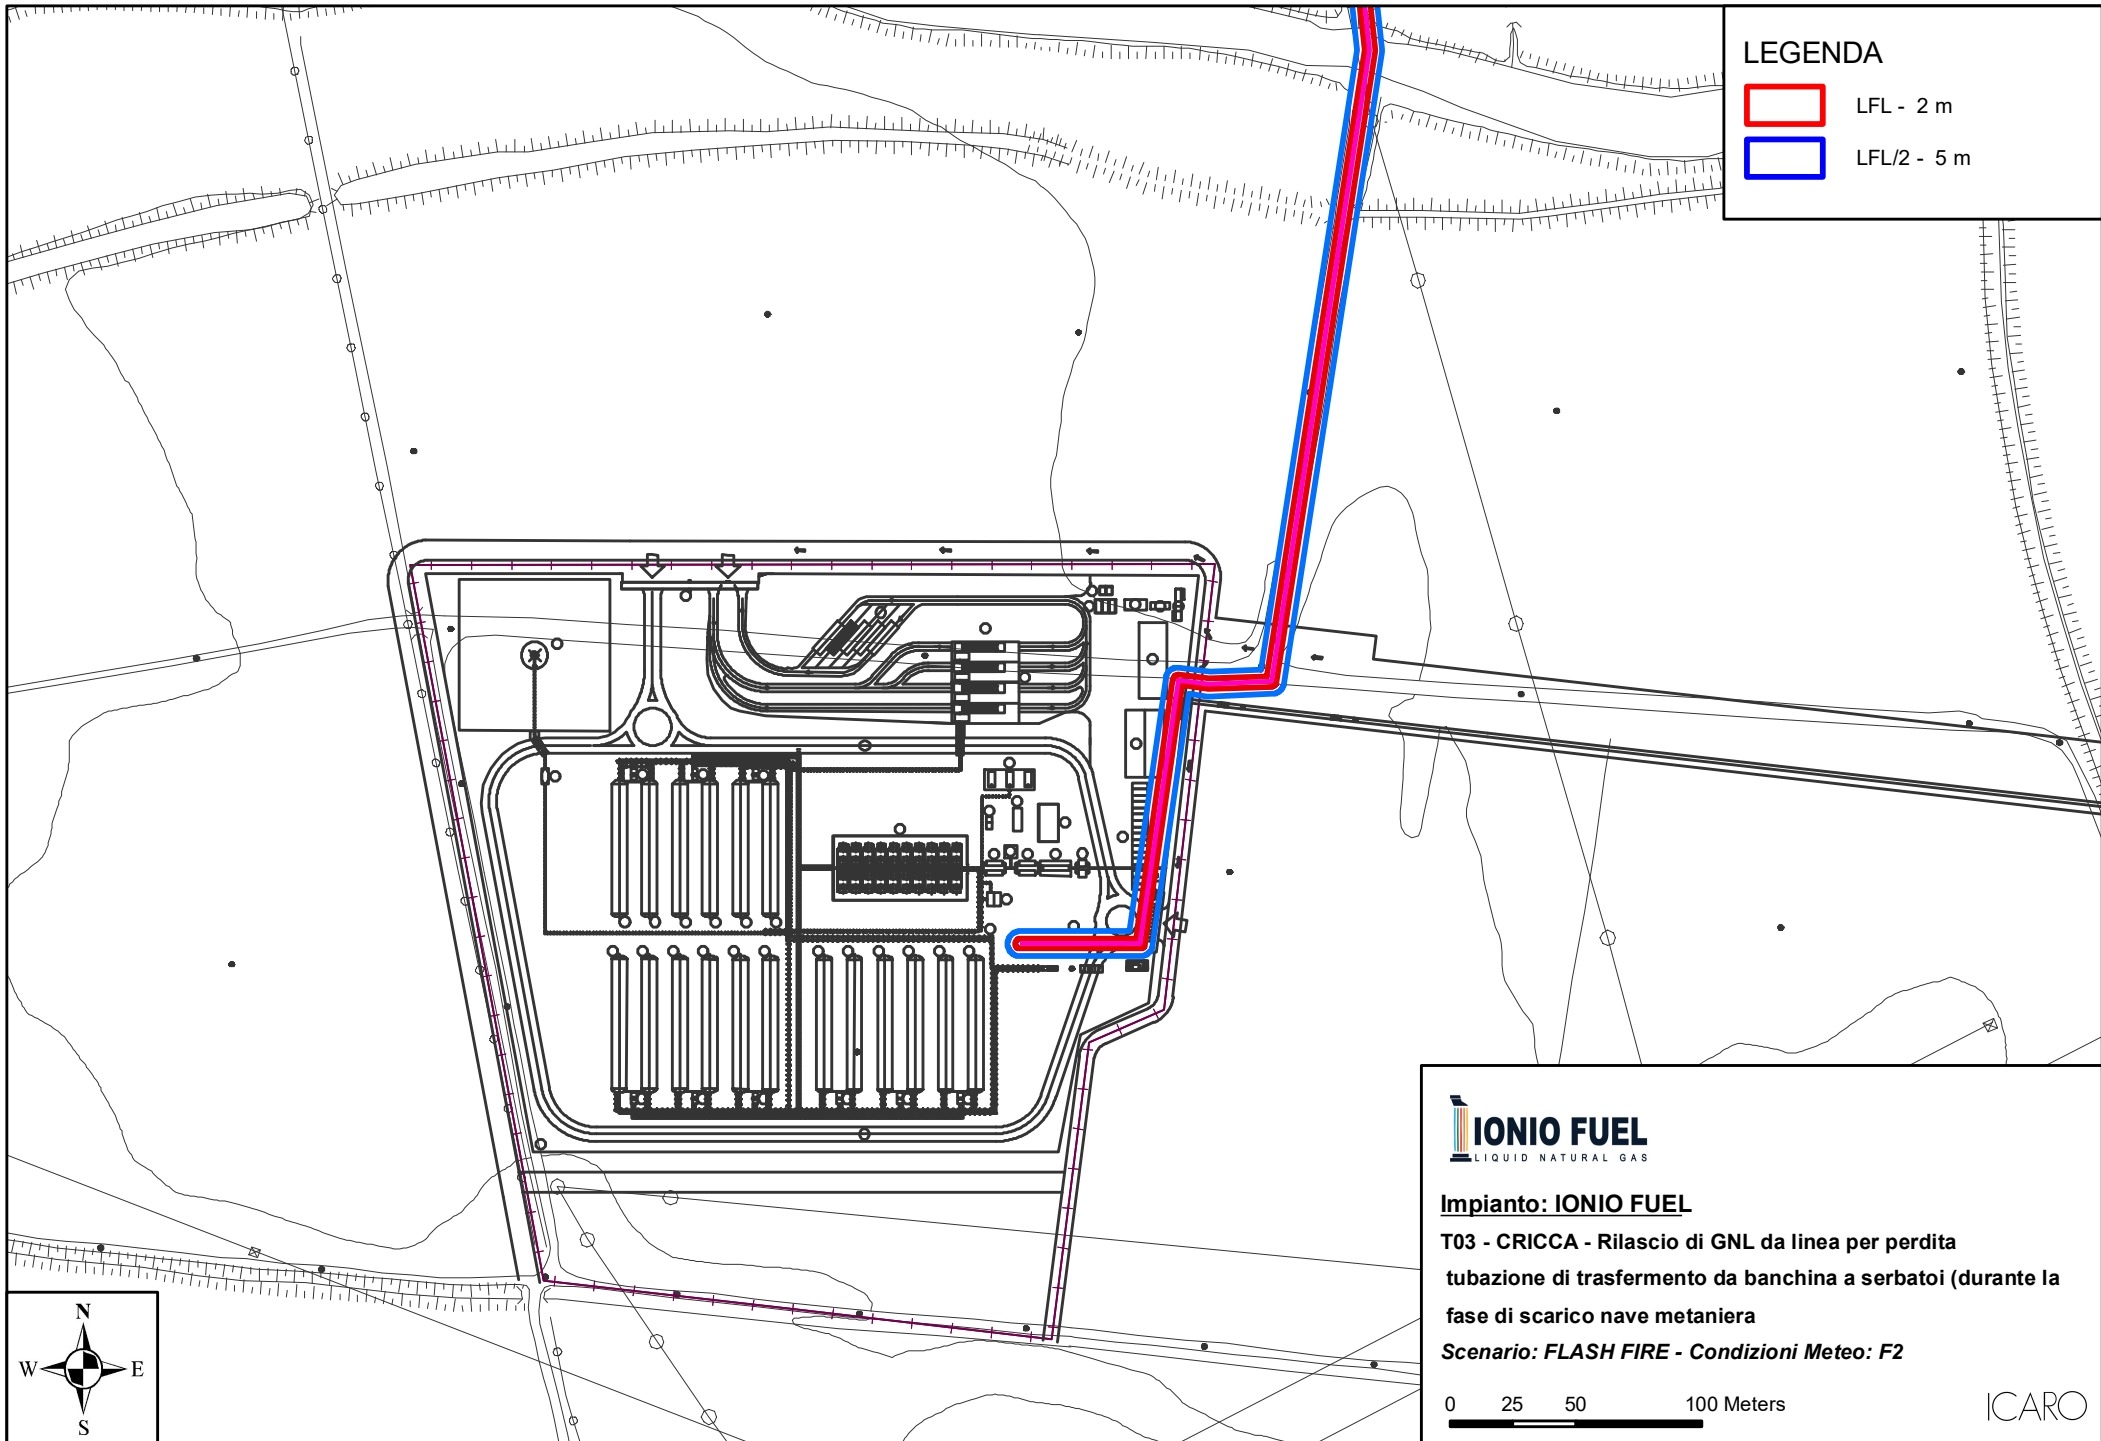 LEGENDA
LFL - 2 m
LFL/2 - 5 m
IONIO FUEL
LIQUID NATURAL GAS
Impianto: IONIO FUEL
T03 - CRICCA - Rilascio di GNL da linea per perdita
tubazione di trasfermento da banchina a serbatoi (durante la
fase di scarico nave metaniera
Scenario: FLASH FIRE - Condizioni Meteo: F2
0 25 50 100 Meters
ICARO
N
W E
S